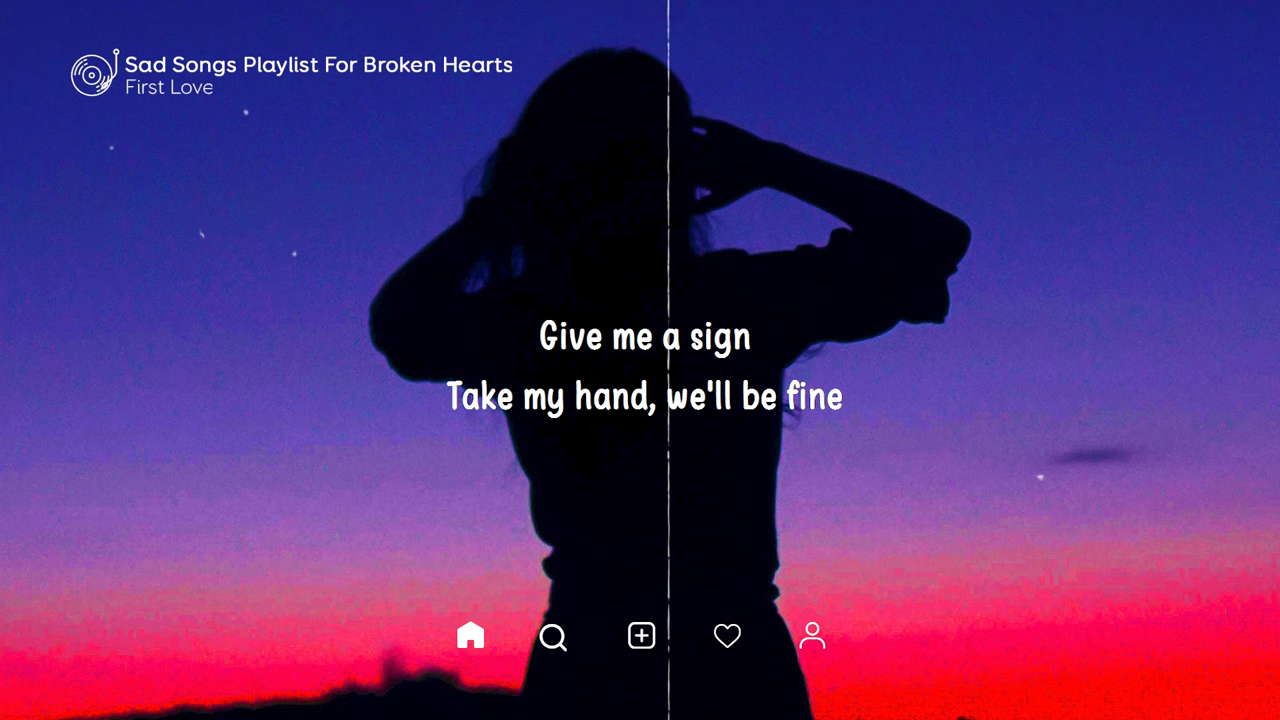 Sad Songs Playlist For Broken Hearts
First Love
Give me a sign
Take my hand, we'll be fine